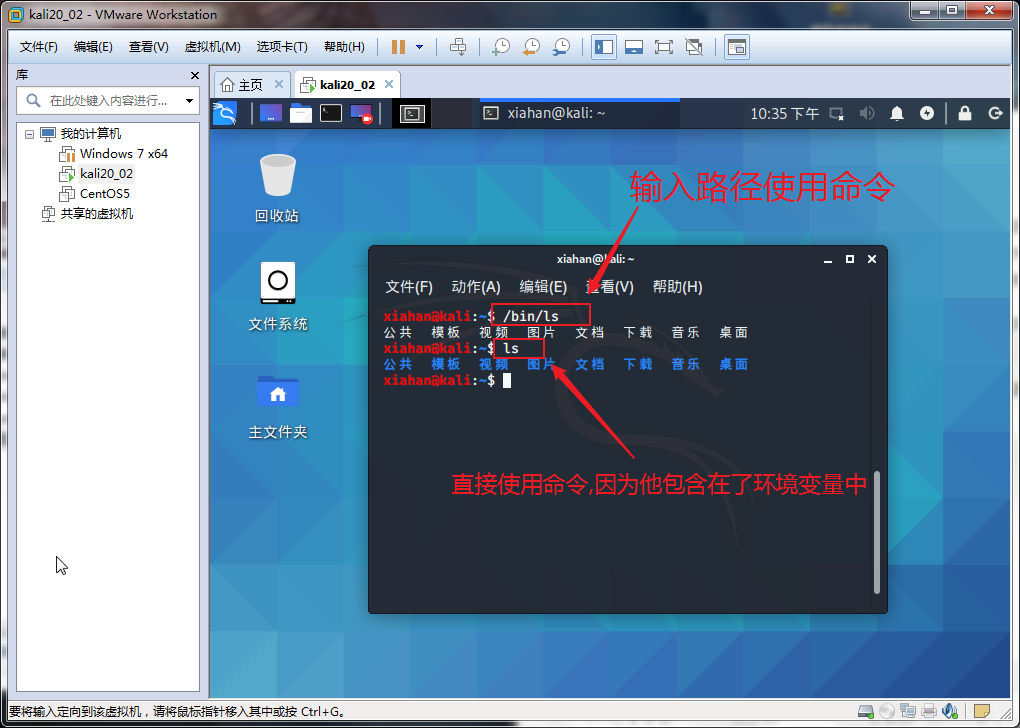 kali20_02 - VMware Workstation
文件(F) 编辑(E) 查看(V) 虚拟机(M) 选项卡(T) 帮助(H)
库
在此处键入内容进行...
我的计算机
Windows 7 x64
kali20_02
CentOS5
共享的虚拟机
主页 kali20_02
xiahan@kali: ~ 10:35 下午
回收站
文件系统
主文件夹
输入路径使用命令
xiahan@kali: ~
文件(F) 动作(A) 编辑(E) 查看(V) 帮助(H)
xiahan@kali:~$ /bin/ls
公共 模板 视频 图片 文档 下载 音乐 桌面
xiahan@kali:~$ ls
公共 模板 视频 图片 文档 下载 音乐 桌面
xiahan@kali:~$
直接使用命令,因为他包含在了环境变量中
要将输入定向到该虚拟机，请将鼠标指针移入其中或按 Ctrl+G。